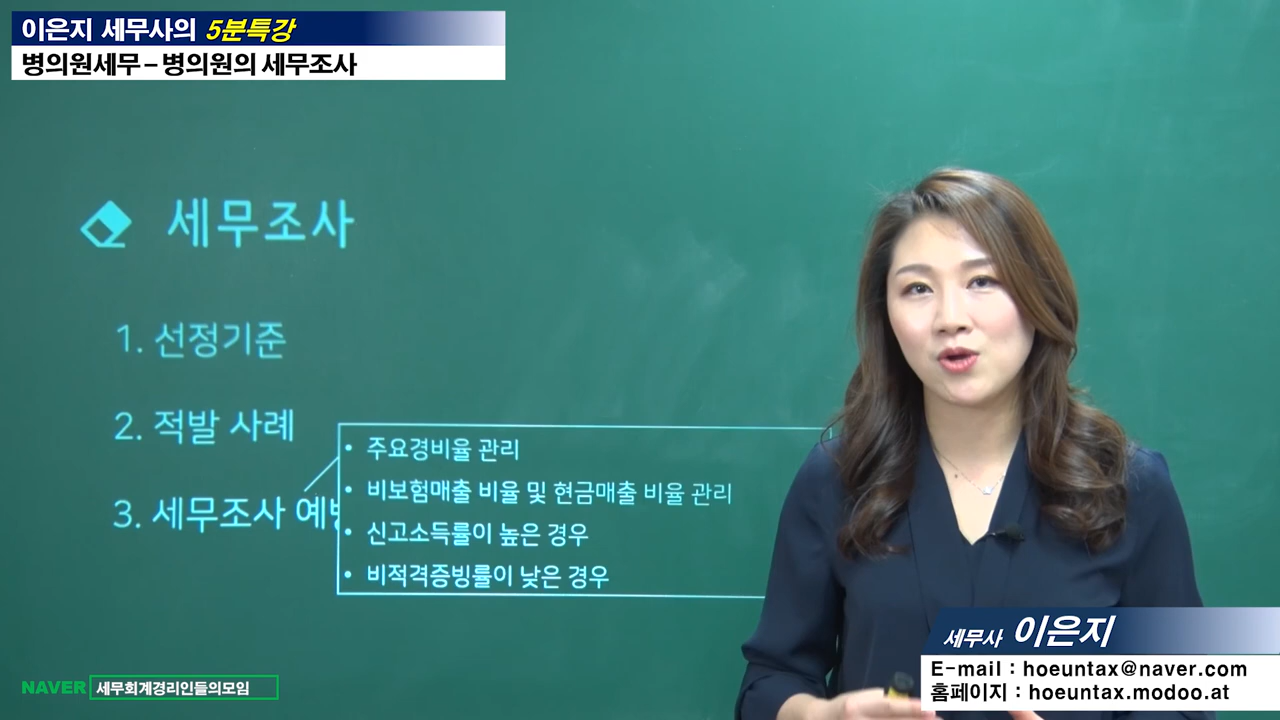 이은지 세무사의 5분특강
병의원세무 – 병의원의 세무조사
세무조사
1. 선정기준
2. 적발 사례
3. 세무조사 예
• 주요경비율 관리
• 비보험매출 비율 및 현금매출 비율 관리
• 신고소득률이 높은 경우
• 비적격증빙률이 낮은 경우
세무사 이은지
E-mail : hoeuntax@naver.com
홈페이지 : hoeuntax.modoo.at
NAVER 세무회계경리인들의모임